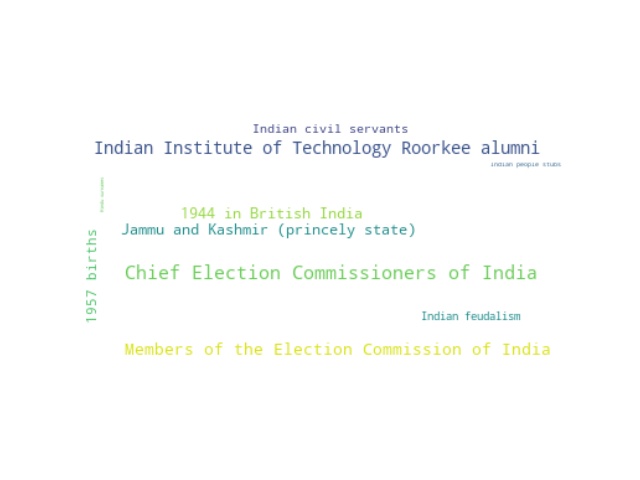 Indian civil servants
Indian Institute of Technology Roorkee alumni
indian people stubs
1944 in British India
Jammu and Kashmir (princely state)
1957 births
Chief Election Commissioners of India
Indian feudalism
Members of the Election Commission of India